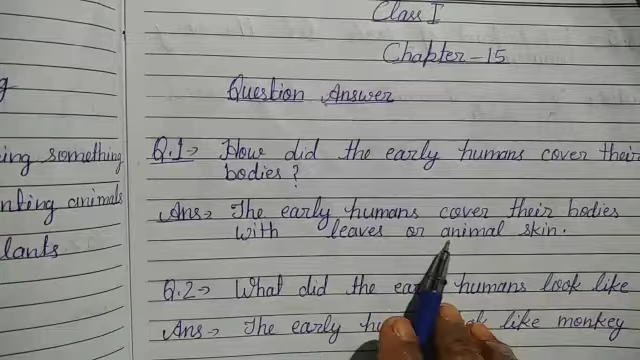 Class I
Chapter-15
Question Answer
Q.1→ How did the early humans cover their
bodies?
Ans→ The early humans cover their bodies
with leaves or animal skin.
Q.2→ What did the humans look like
Ans→ The early like monkey
ing something
nting animals
lants